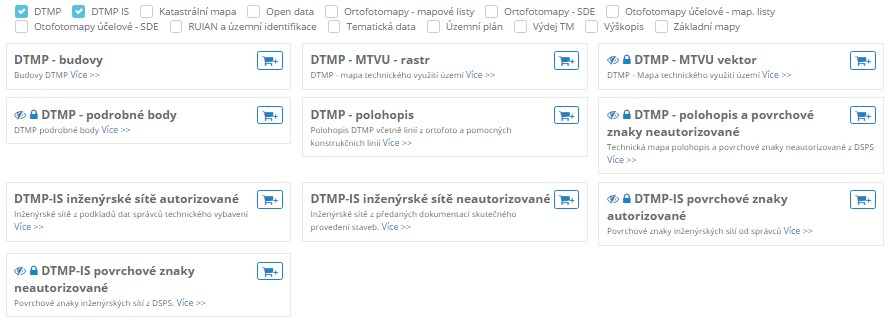 DTMP DTMP IS Katastrální mapa Open data Ortofotomapy - mapové listy Ortofotomapy - SDE Otofotomapy účelové - map. listy
Otofotomapy účelové - SDE RUIAN a územní identifikace Tematická data Územní plán Výdej TM Výškopis Základní mapy
DTMP - budovy
Budovy DTMP Více >>
DTMP - MTVU - rastr
DTMP - mapa technického využití území Více >>
DTMP - MTVU vektor
DTMP - Mapa technického využití území Více >>
DTMP - podrobné body
DTMP podrobné body Více >>
DTMP - polohopis
Polohopis DTMP včetně linií z ortofoto a pomocných
konstrukčních linií Více >>
DTMP - polohopis a povrchové
znaky neautorizované
Technická mapa polohopis a povrchové znaky neautorizované z DSPS
Více >>
DTMP-IS inženýrské sítě autorizované
Inženýrské sítě z podkladů dat správců technického vybavení
Více >>
DTMP-IS inženýrské sítě neautorizované
Inženýrské sítě z předaných dokumentací skutečného
provedení staveb. Více >>
DTMP-IS povrchové znaky
autorizované
Povrchové znaky inženýrských sítí od správců Více >>
DTMP-IS povrchové znaky
neautorizované
Povrchové znaky inženýrských sítí z DSPS. Více >>